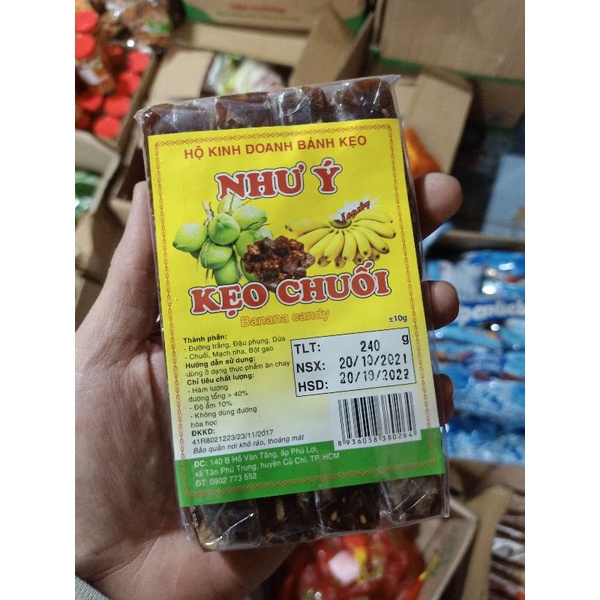 HỘ KINH DOANH BÁNH KẸO
NHƯ Ý
KẸO CHUỐI
Banana candy
±10g
Thành phần:
- Đường trắng, Đậu phụng, Dừa
- Chuối, Mạch nha, Bột gạo
Hướng dẫn sử dụng:
dùng ở dạng thực phẩm ăn chay
Chỉ tiêu chất lượng:
- Hàm lượng
đường tổng > 40%
- Độ ẩm 10%
- Không dùng đường
hóa học
ĐKKD:
41R8021223/23/11/2017
Bảo quản nơi khô ráo, thoáng mát
TLT: 240 g
NSX: 20/10/2021
HSD: 20/10/2022
8936058380264
ĐC: 140 B Hồ Văn Tắng, ấp Phú Lợi,
xã Tân Phú Trung, huyện Củ Chi, TP. HCM
ĐT: 0902 773 552